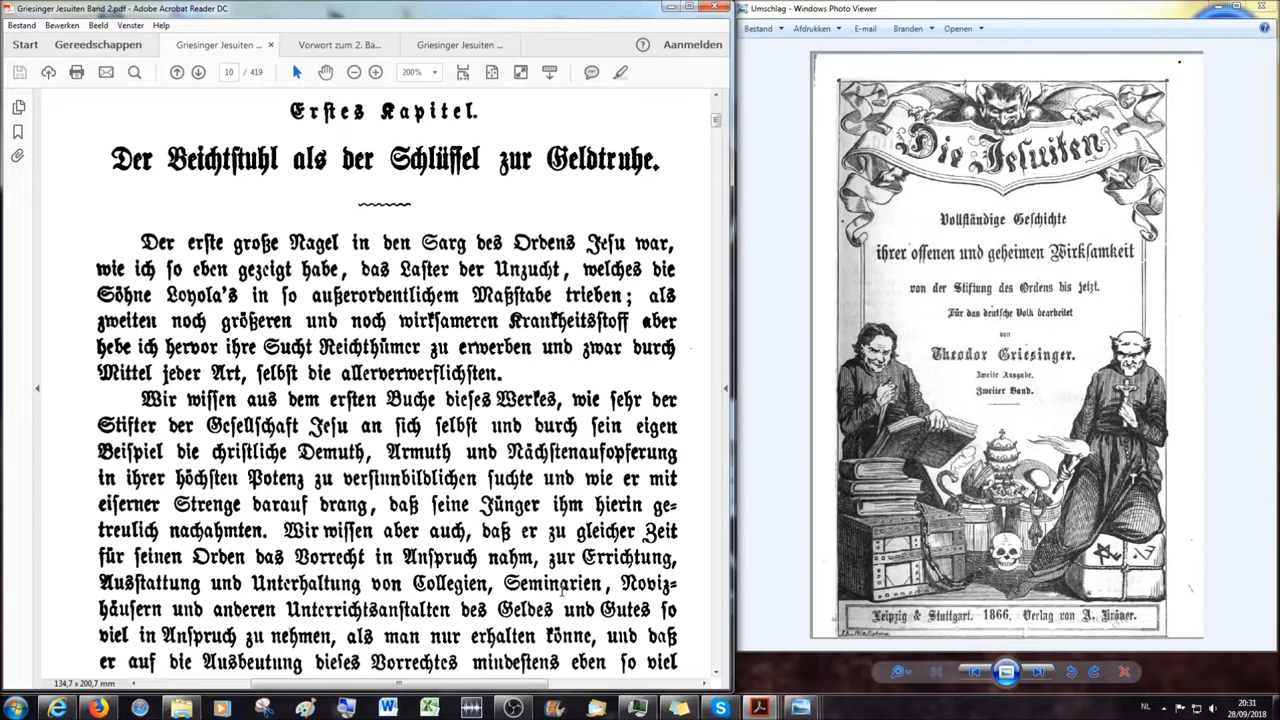 Griesinger Jesuiten Band 2.pdf - Adobe Acrobat Reader DC
Bestand Bewerken Beeld Venster Help
Start Gereedschappen Griesinger Jesuiten ... × Vorwort zum 2. Ba... Griesinger Jesuiten ... Aanmelden
10 / 419 200%
Erstes Kapitel.
Der Beichtstuhl als der Schlüssel zur Geldtruhe.
Der erste große Nagel in den Sarg des Ordens Jesu war,
wie ich so eben gezeigt habe, das Laster der Unzucht, welches die
Söhne Loyola's in so außerordentlichem Maßstabe trieben; als
zweiten noch größeren und noch wirksameren Krankheitsstoff aber
hebe ich hervor ihre Sucht Reichthümer zu erwerben und zwar durch
Mittel jeder Art, selbst die allerverwerflichsten.
Wir wissen aus dem ersten Buche dieses Werkes, wie sehr der
Stifter der Gesellschaft Jesu an sich selbst und durch sein eigen
Beispiel die christliche Demuth, Armuth und Nächstenaufopferung
in ihrer höchsten Potenz zu versinnbildlichen suchte und wie er mit
eiserner Strenge darauf drang, daß seine Jünger ihm hierin ge=
treulich nachahmten. Wir wissen aber auch, daß er zu gleicher Zeit
für seinen Orden das Vorrecht in Anspruch nahm, zur Errichtung,
Ausstattung und Unterhaltung von Collegien, Seminarien, Noviz=
häusern und anderen Unterrichtsanstalten des Geldes und Gutes so
viel in Anspruch zu nehmen, als man nur erhalten könne, und daß
er auf die Ausbeutung dieses Vorrechtes mindestens eben so viel
134,7 x 200,7 mm
Umschlag - Windows Photo Viewer
Bestand Afdrukken E-mail Branden Openen
Die Jesuiten
Vollständige Geschichte
ihrer offenen und geheimen Wirksamkeit
von der Stiftung des Ordens bis jetzt.
Für das deutsche Volk bearbeitet
von
Theodor Griesinger.
Zweite Ausgabe.
Zweiter Band.
Leipzig & Stuttgart. 1866, Verlag von A. Kröner.
NL
20:31
28/09/2018